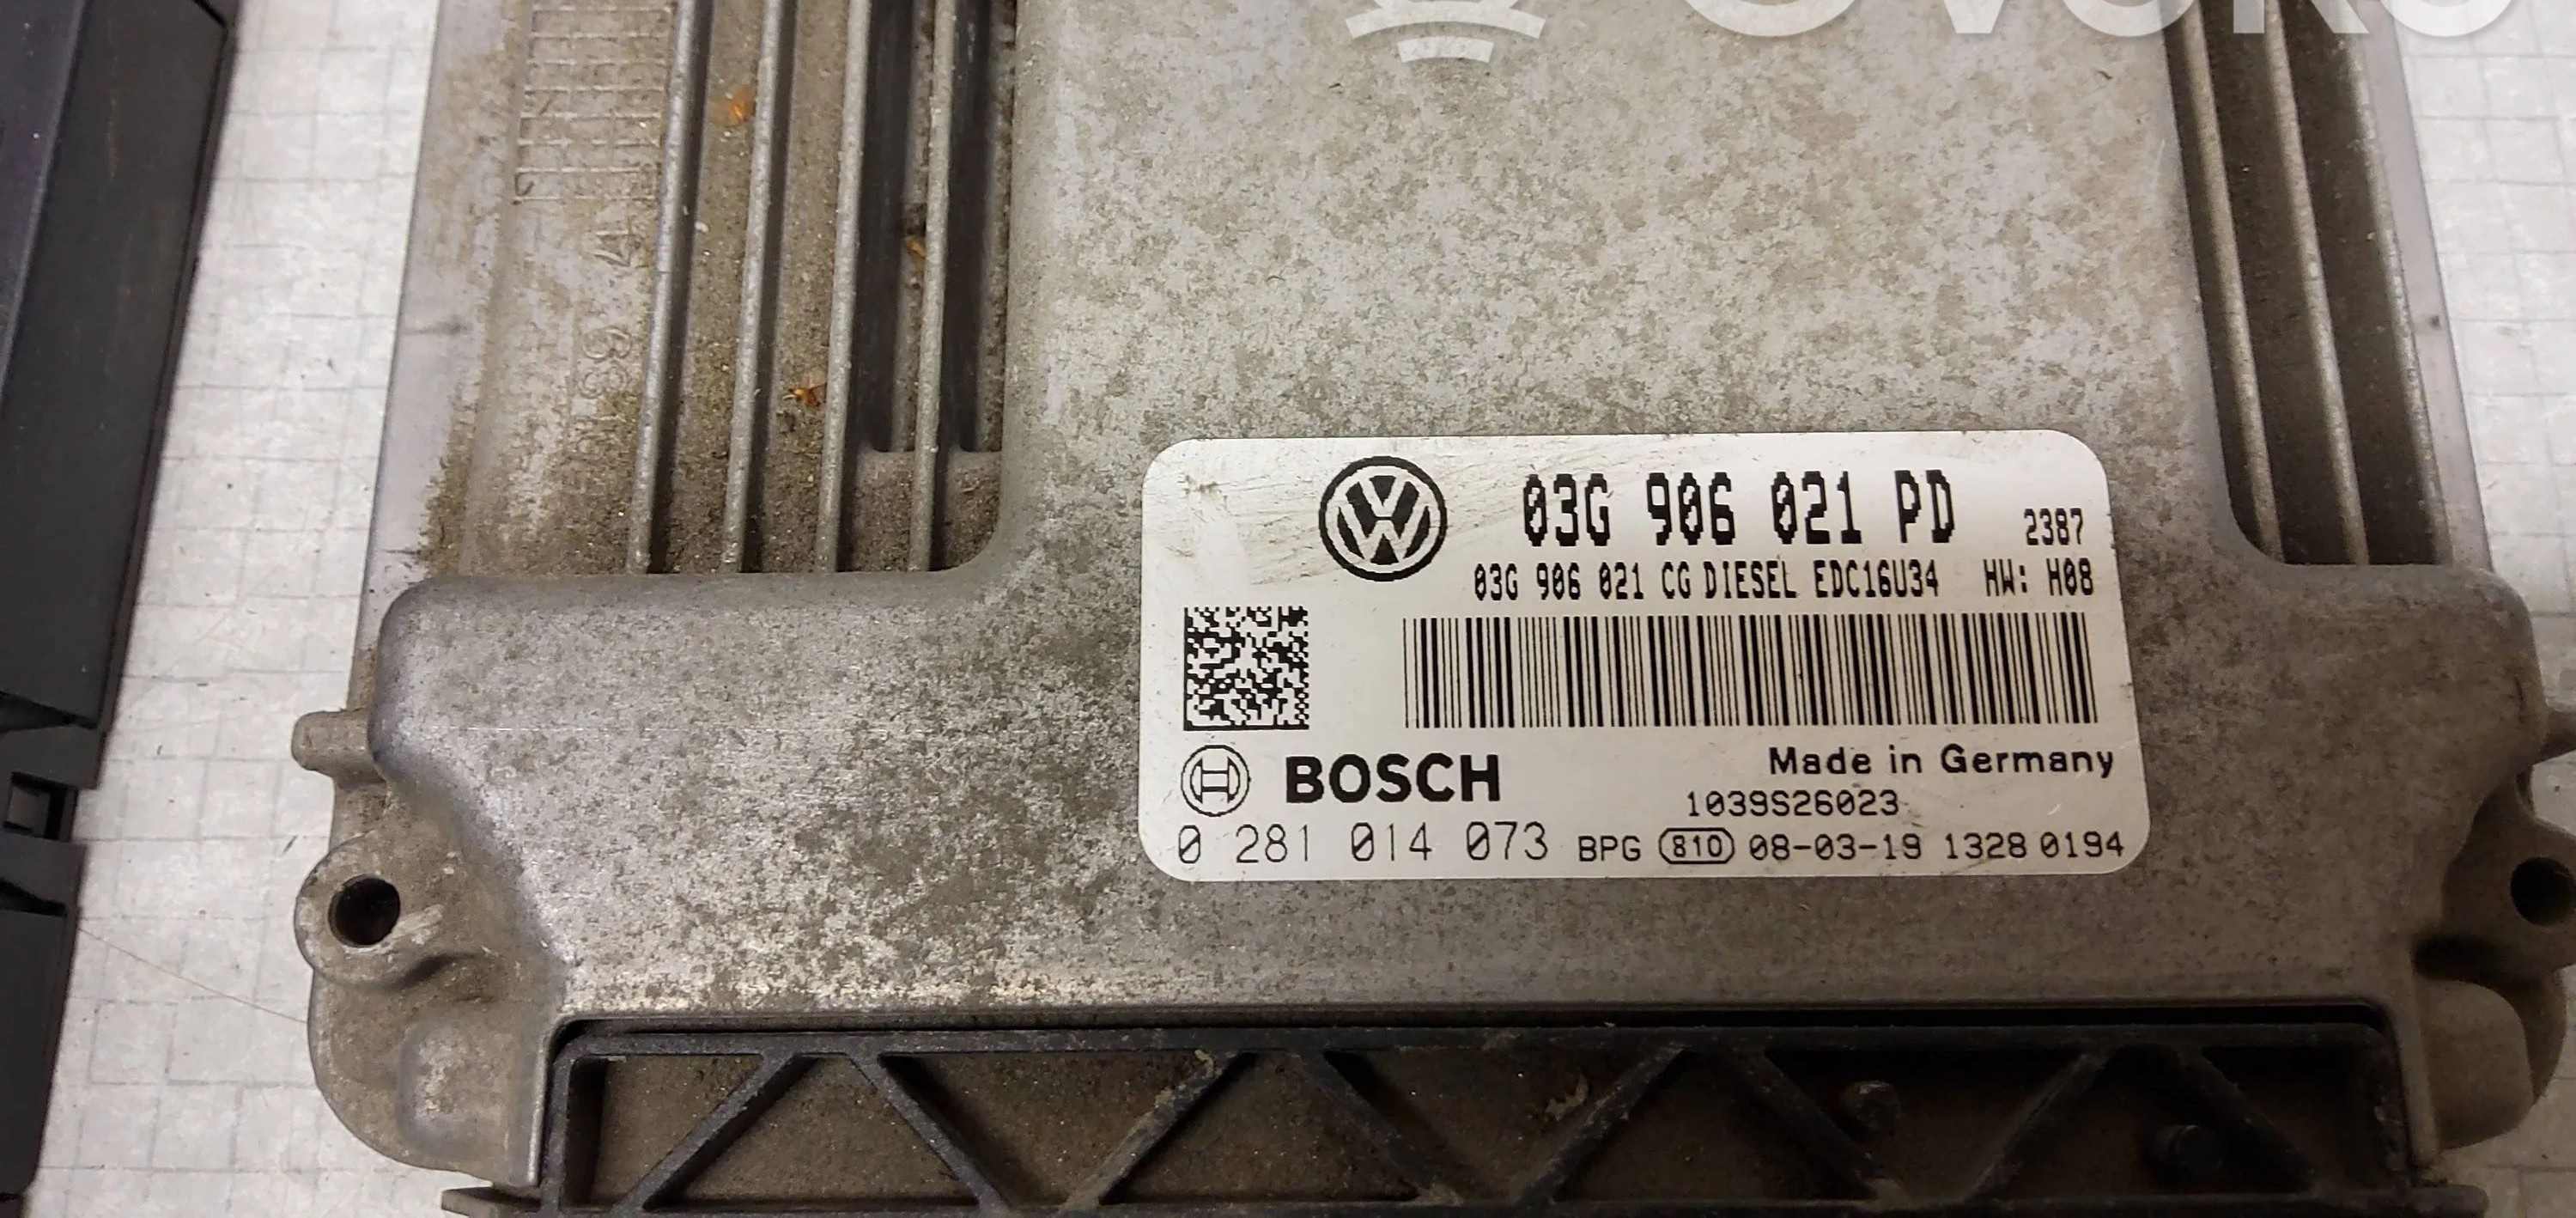 03G 906 021 PD 2387
03G 906 021 CG DIESEL EDC16U34 HW: H08
BOSCH
Made in Germany
1039S26023
0 281 014 073 BPG 810 08-03-19 1328 0194